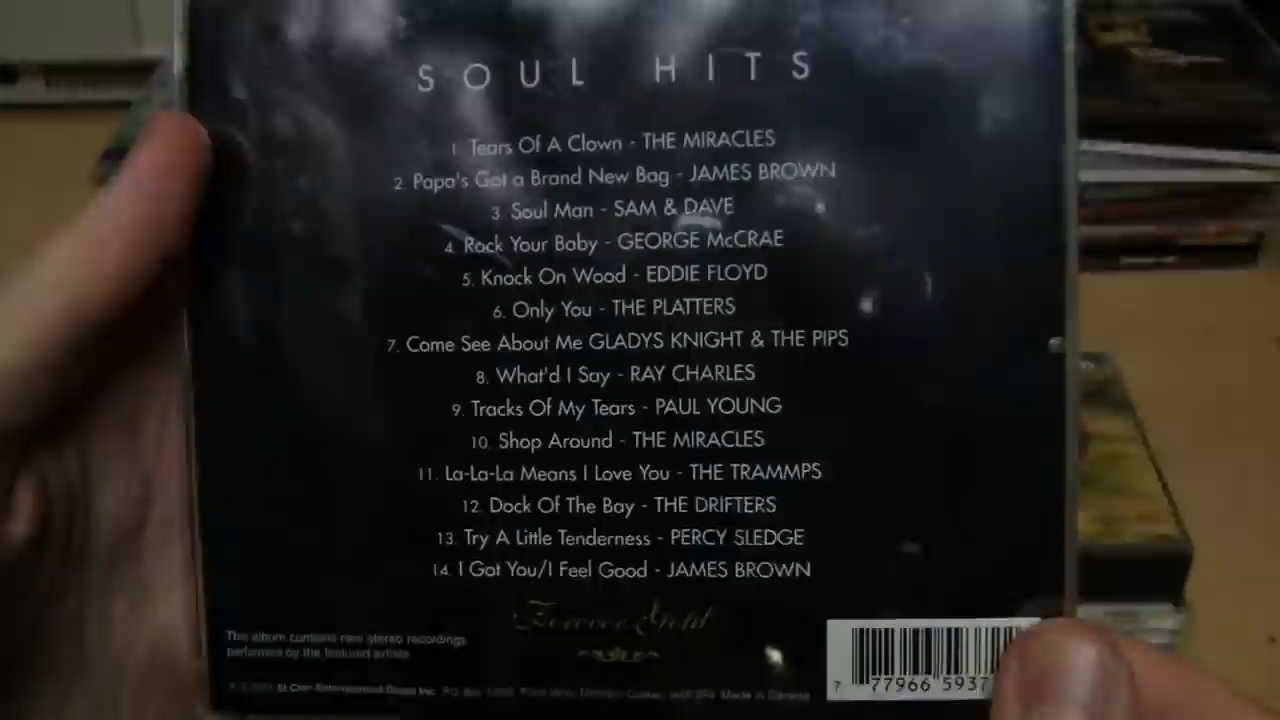 SOUL HITS
1. Tears Of A Clown - THE MIRACLES
2. Papa's Got a Brand New Bag - JAMES BROWN
3. Soul Man - SAM & DAVE
4. Rock Your Baby - GEORGE McCRAE
5. Knock On Wood - EDDIE FLOYD
6. Only You - THE PLATTERS
7. Come See About Me GLADYS KNIGHT & THE PIPS
8. What'd I Say - RAY CHARLES
9. Tracks Of My Tears - PAUL YOUNG
10. Shop Around - THE MIRACLES
11. La-La-La Means I Love You - THE TRAMMPS
12. Dock Of The Bay - THE DRIFTERS
13. Try A Little Tenderness - PERCY SLEDGE
14. I Got You/I Feel Good - JAMES BROWN
Forever Gold
This album contains new stereo recordings
performed by the featured artists.
Entertainment Inc. Made in Canada
7 77966 5937